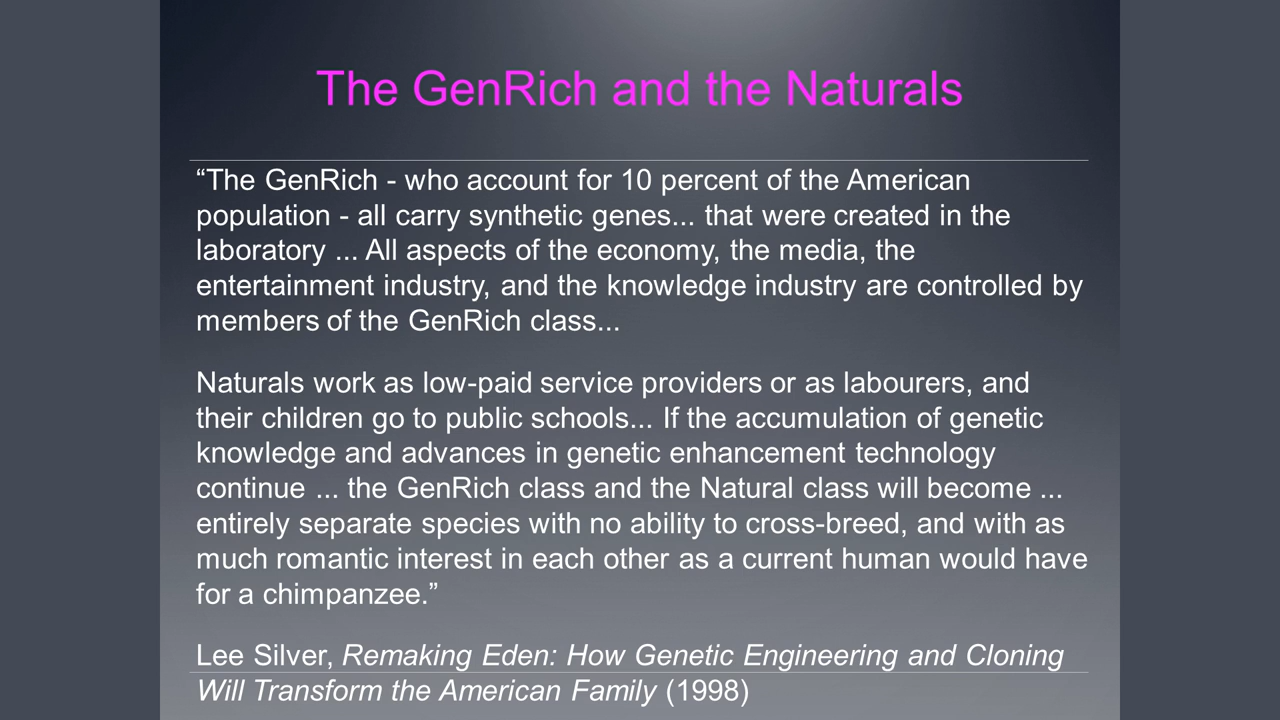 The GenRich and the Naturals
“The GenRich - who account for 10 percent of the American
population - all carry synthetic genes... that were created in the
laboratory ... All aspects of the economy, the media, the
entertainment industry, and the knowledge industry are controlled by
members of the GenRich class...
Naturals work as low-paid service providers or as labourers, and
their children go to public schools... If the accumulation of genetic
knowledge and advances in genetic enhancement technology
continue ... the GenRich class and the Natural class will become ...
entirely separate species with no ability to cross-breed, and with as
much romantic interest in each other as a current human would have
for a chimpanzee.”
Lee Silver, Remaking Eden: How Genetic Engineering and Cloning
Will Transform the American Family (1998)